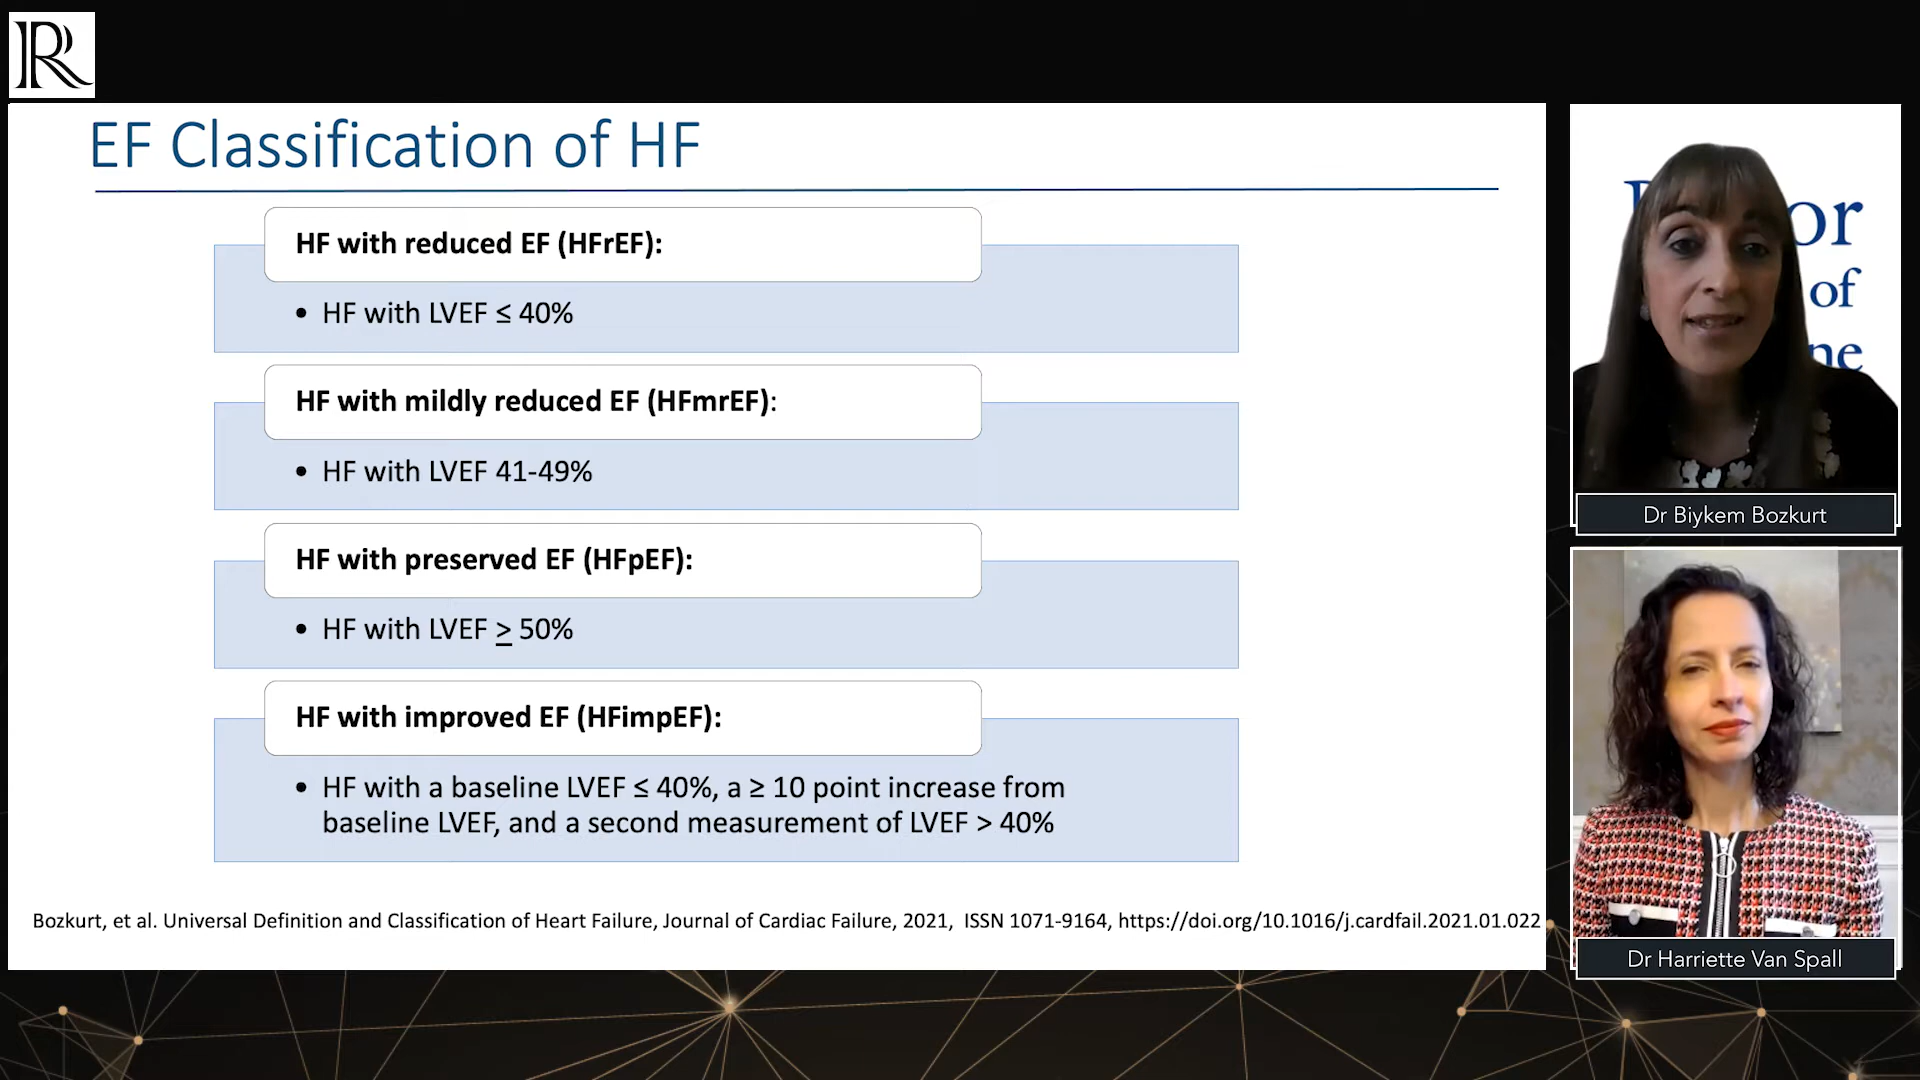 R
EF Classification of HF
HF with reduced EF (HFrEF):
• HF with LVEF ≤ 40%
HF with mildly reduced EF (HFmrEF):
• HF with LVEF 41-49%
HF with preserved EF (HFpEF):
• HF with LVEF ≥ 50%
HF with improved EF (HFimpEF):
• HF with a baseline LVEF ≤ 40%, a ≥ 10 point increase from
baseline LVEF, and a second measurement of LVEF > 40%
Bozkurt, et al. Universal Definition and Classification of Heart Failure, Journal of Cardiac Failure, 2021, ISSN 1071-9164, https://doi.org/10.1016/j.cardfail.2021.01.022
of
Dr Biykem Bozkurt
Dr Harriette Van Spall